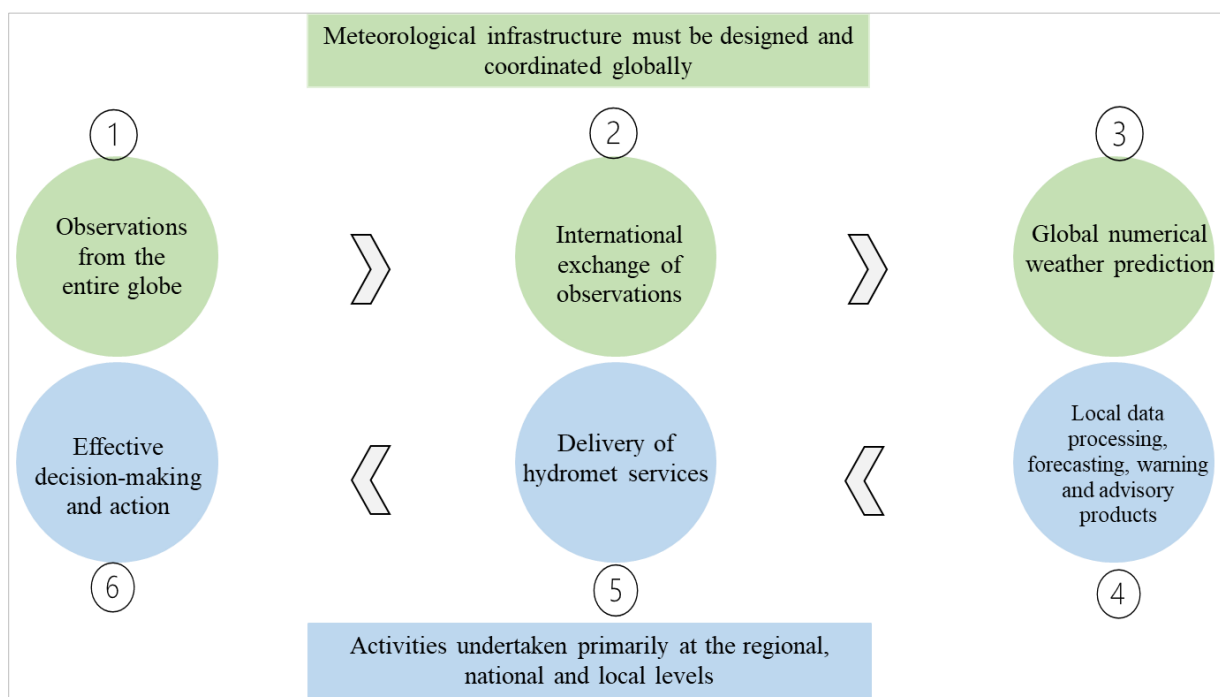 Meteorological infrastructure must be designed and
coordinated globally
1
2
3
Observations
from the
entire globe
International
exchange of
observations
Global numerical
weather prediction
Effective
decision-making
and action
Delivery of
hydromet services
Local data
processing,
forecasting, warning
and advisory
products
6
5
4
Activities undertaken primarily at the regional,
national and local levels